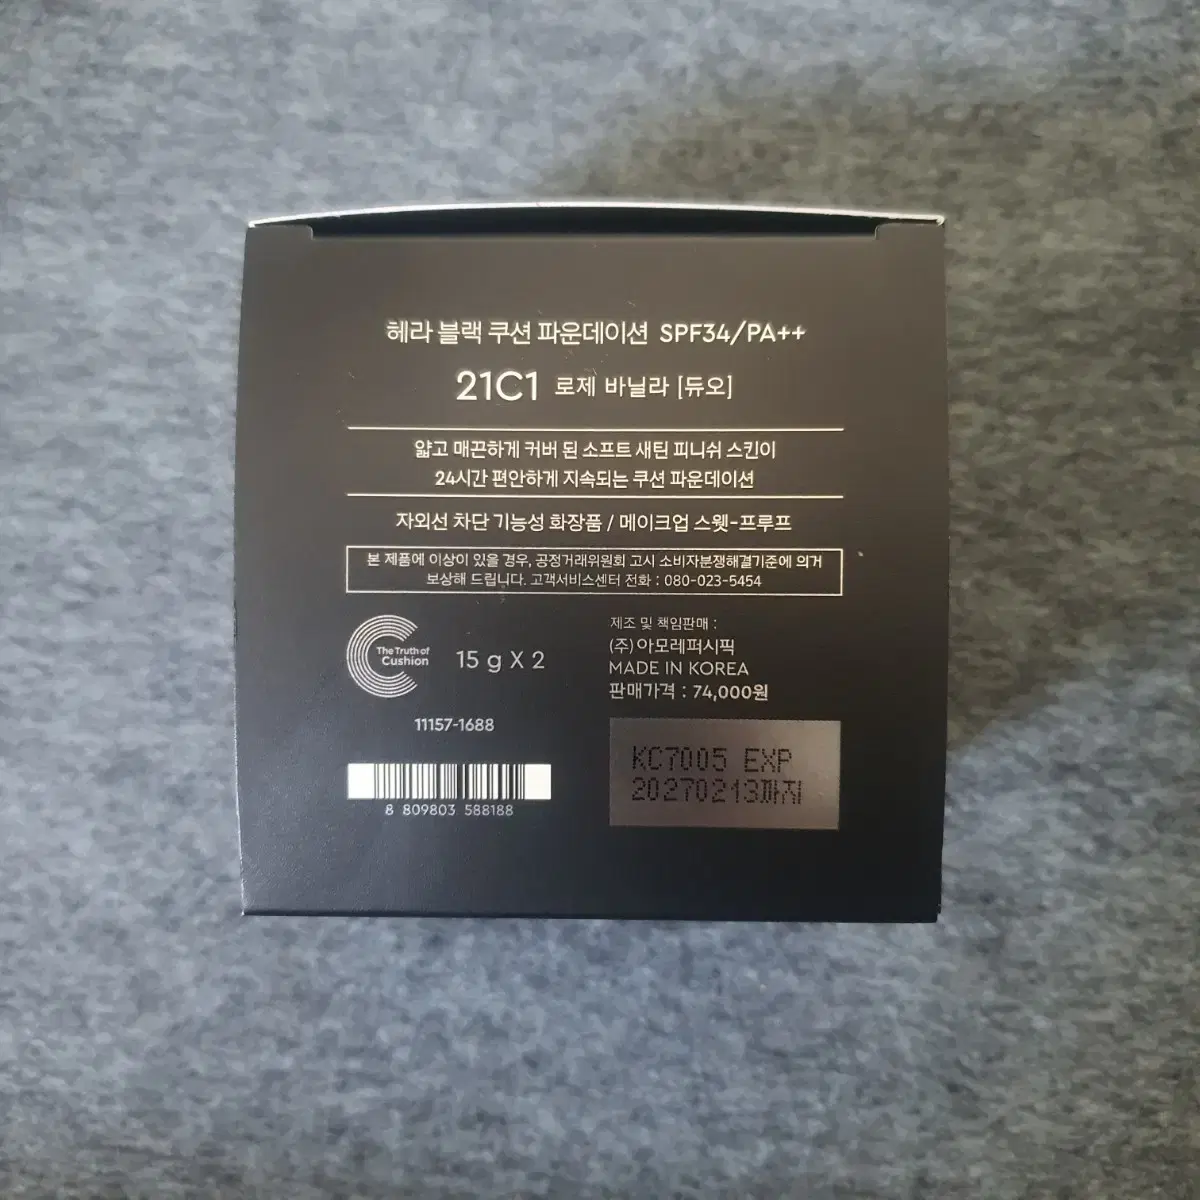 헤라 블랙 쿠션 파운데이션 SPF34/PA++
21C1 로제 바닐라 [듀오]
얇고 매끈하게 커버 된 소프트 새틴 피니쉬 스킨이
24시간 편안하게 지속되는 쿠션 파운데이션
자외선 차단 기능성 화장품 / 메이크업 스웻-프루프
본 제품에 이상이 있을 경우, 공정거래위원회 고시 소비자분쟁해결기준에 의거
보상해 드립니다. 고객서비스센터 전화 : 080-023-5454
The Truth of
Cushion
15 g X 2
제조 및 책임판매 :
(주)아모레퍼시픽
MADE IN KOREA
판매가격 : 74,000원
11157-1688
8 809803 588188
KC7005 EXP
20270213까지